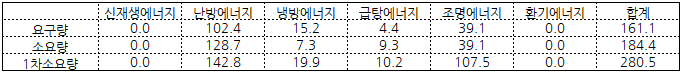 신재생에너지 난방에너지 냉방에너지 급탕에너지 조명에너지 환기에너지 합계
요구량 0.0 102.4 15.2 4.4 39.1 0.0 161.1
소요량 0.0 128.7 7.3 9.3 39.1 0.0 184.4
1차소요량 0.0 142.8 19.9 10.2 107.5 0.0 280.5